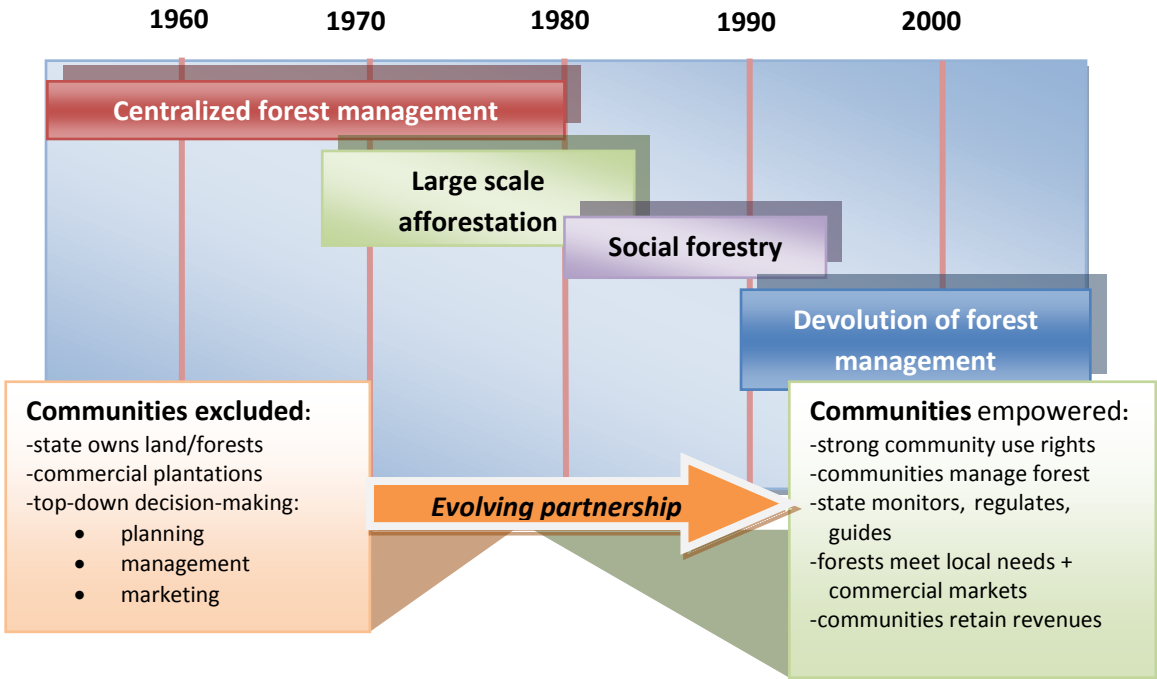 1960 1970 1980 1990 2000
Centralized forest management
Large scale
afforestation
Social forestry
Devolution of forest
management
Communities excluded:
-state owns land/forests
-commercial plantations
-top-down decision-making:
• planning
• management
• marketing
Evolving partnership
Communities empowered:
-strong community use rights
-communities manage forest
-state monitors, regulates,
guides
-forests meet local needs +
commercial markets
-communities retain revenues